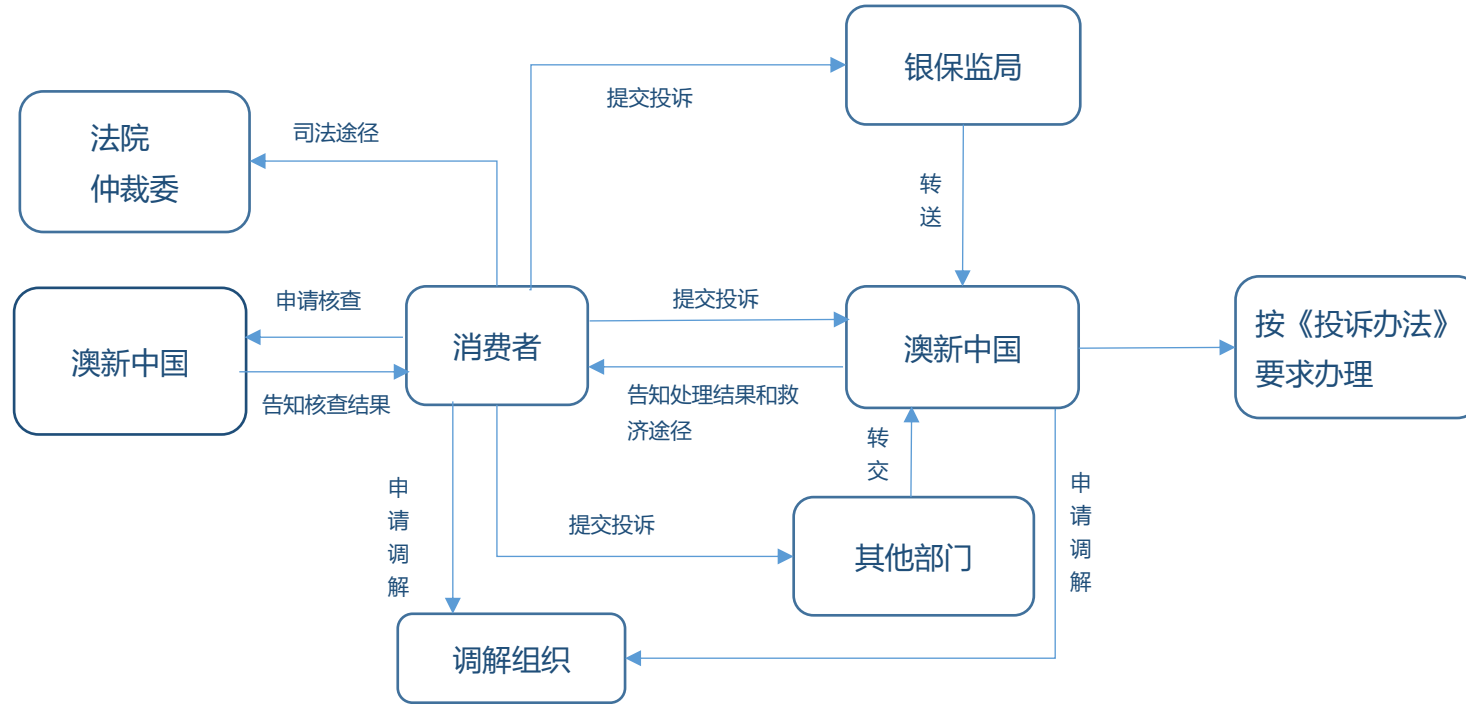 银保监局
提交投诉
法院
仲裁委
司法途径
转
送
申请核查
提交投诉
澳新中国
消费者
澳新中国
按《投诉办法》
要求办理
告知核查结果
告知处理结果和救
济途径
转
交
申
请
调
解
申
请
调
解
提交投诉
其他部门
调解组织